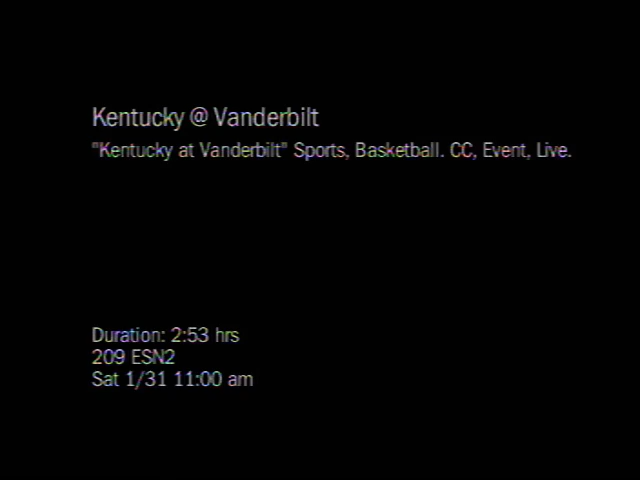 Kentucky @ Vanderbilt
"Kentucky at Vanderbilt" Sports, Basketball. CC, Event, Live.
Duration: 2:53 hrs
209 ESN2
Sat 1/31 11:00 am